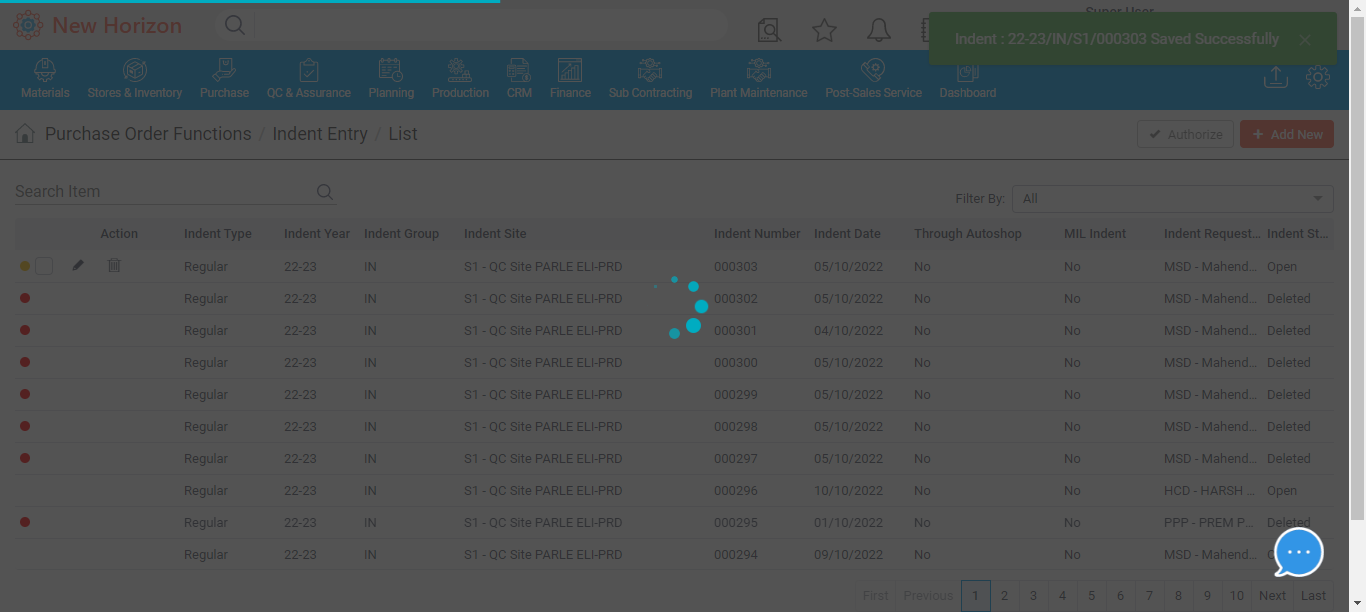 Super User
New Horizon
Indent : 22-23/IN/S1/000303 Saved Successfully
Materials Stores & Inventory Purchase QC & Assurance Planning Production CRM Finance Sub Contracting Plant Maintenance Post-Sales Service Dashboard
Purchase Order Functions / Indent Entry / List
Authorize + Add New
Search Item
Filter By: All
Action Indent Type Indent Year Indent Group Indent Site Indent Number Indent Date Through Autoshop MIL Indent Indent Request... Indent St...
Regular 22-23 IN S1 - QC Site PARLE ELI-PRD 000303 05/10/2022 No No MSD - Mahend... Open
Regular 22-23 IN S1 - QC Site PARLE ELI-PRD 000302 05/10/2022 No No MSD - Mahend... Deleted
Regular 22-23 IN S1 - QC Site PARLE ELI-PRD 000301 04/10/2022 No No MSD - Mahend... Deleted
Regular 22-23 IN S1 - QC Site PARLE ELI-PRD 000300 05/10/2022 No No MSD - Mahend... Deleted
Regular 22-23 IN S1 - QC Site PARLE ELI-PRD 000299 05/10/2022 No No MSD - Mahend... Deleted
Regular 22-23 IN S1 - QC Site PARLE ELI-PRD 000298 05/10/2022 No No MSD - Mahend... Deleted
Regular 22-23 IN S1 - QC Site PARLE ELI-PRD 000297 05/10/2022 No No MSD - Mahend... Deleted
Regular 22-23 IN S1 - QC Site PARLE ELI-PRD 000296 10/10/2022 No No HCD - HARSH ... Open
Regular 22-23 IN S1 - QC Site PARLE ELI-PRD 000295 01/10/2022 No No PPP - PREM P... Deleted
Regular 22-23 IN S1 - QC Site PARLE ELI-PRD 000294 09/10/2022 No No MSD - Mahend...
First Previous 1 2 3 4 5 6 7 8 9 10 Next Last